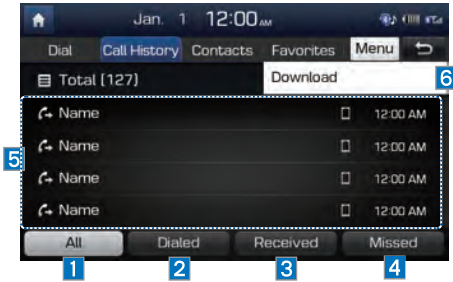 Jan. 1 12:00 AM
Dial Call History Contacts Favorites Menu
Total (127) Download 6
Name 12:00 AM
Name 12:00 AM
5
Name 12:00 AM
Name 12:00 AM
All Dialed Received Missed
1 2 3 4